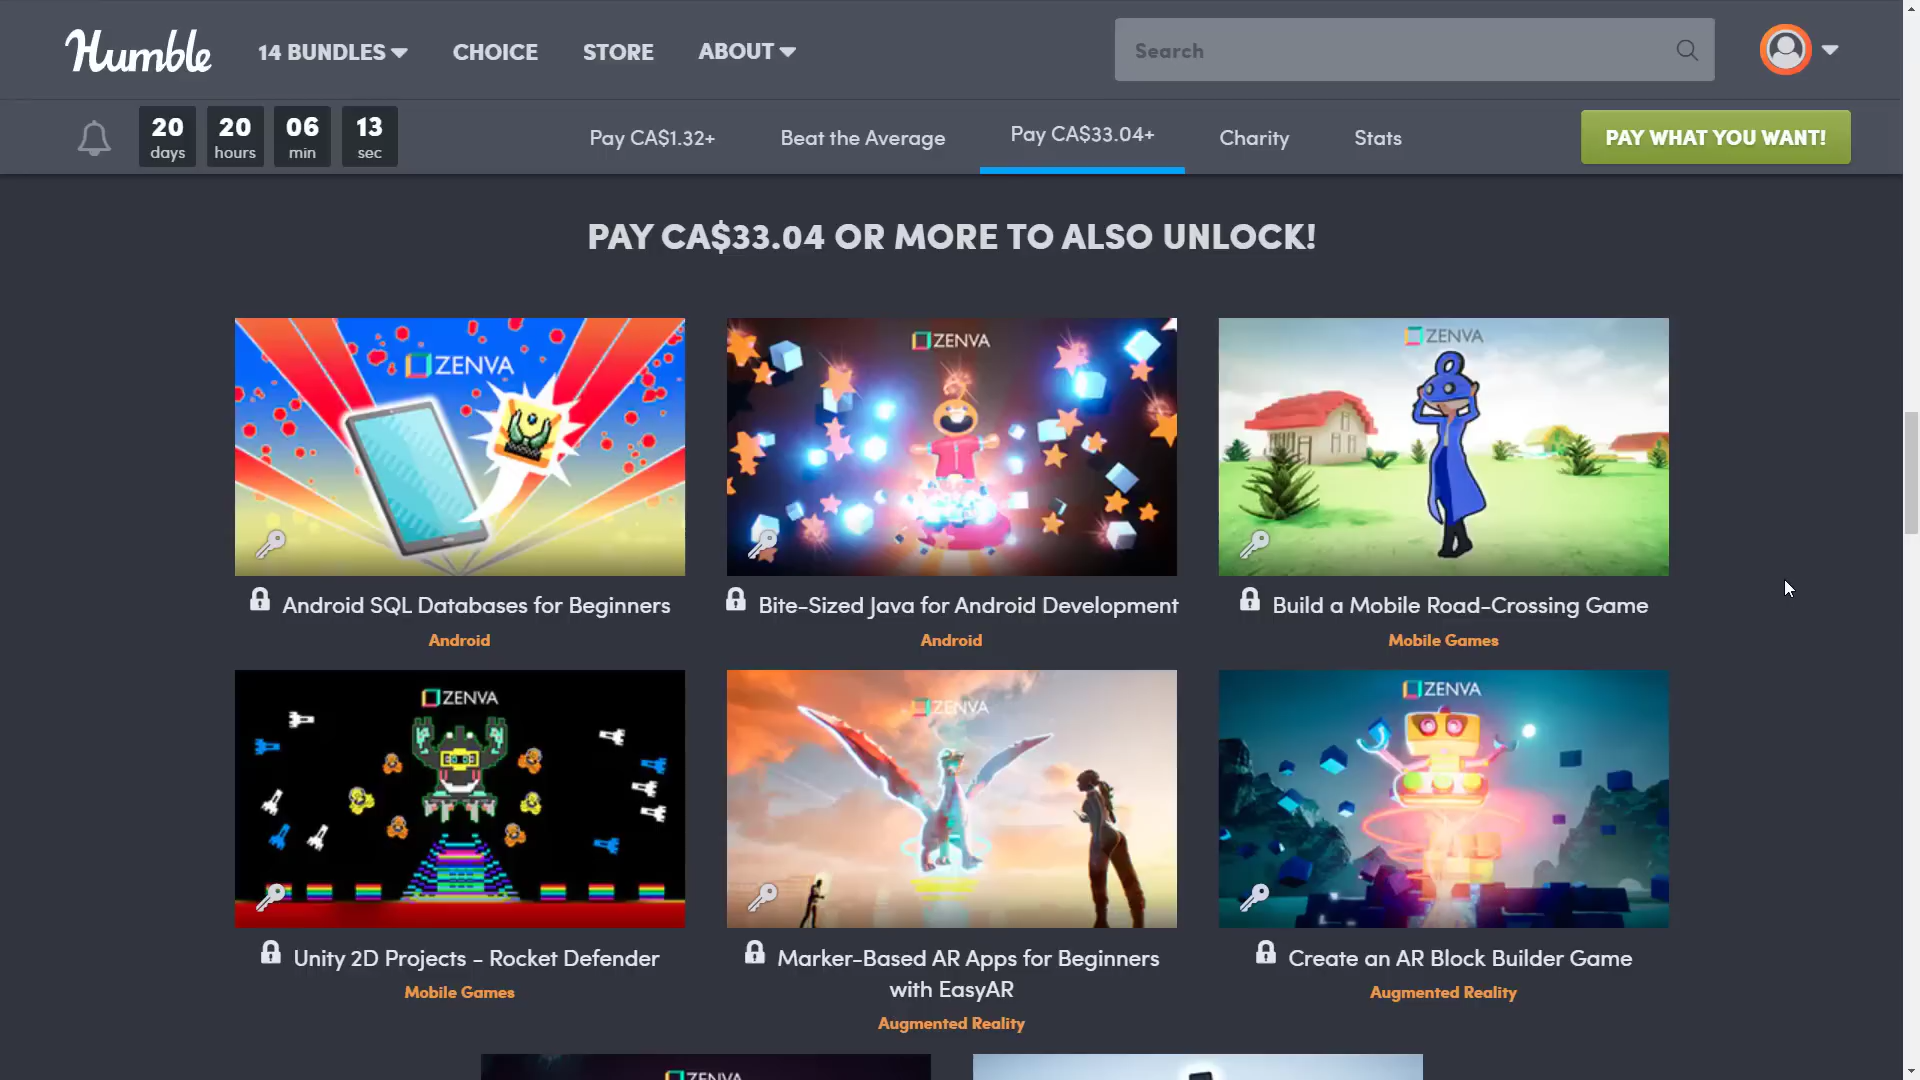 Humble
14 BUNDLES
CHOICE
STORE
ABOUT
Search
20
days
20
hours
06
min
13
sec
Pay CA$1.32+
Beat the Average
Pay CA$33.04+
Charity
Stats
PAY WHAT YOU WANT!
PAY CA$33.04 OR MORE TO ALSO UNLOCK!
ZENVA
ZENVA
ZENVA
Android SQL Databases for Beginners
Android
Bite-Sized Java for Android Development
Android
Build a Mobile Road-Crossing Game
Mobile Games
ZENVA
ZENVA
ZENVA
Unity 2D Projects - Rocket Defender
Mobile Games
Marker-Based AR Apps for Beginners
with EasyAR
Augmented Reality
Create an AR Block Builder Game
Augmented Reality
ZENVA